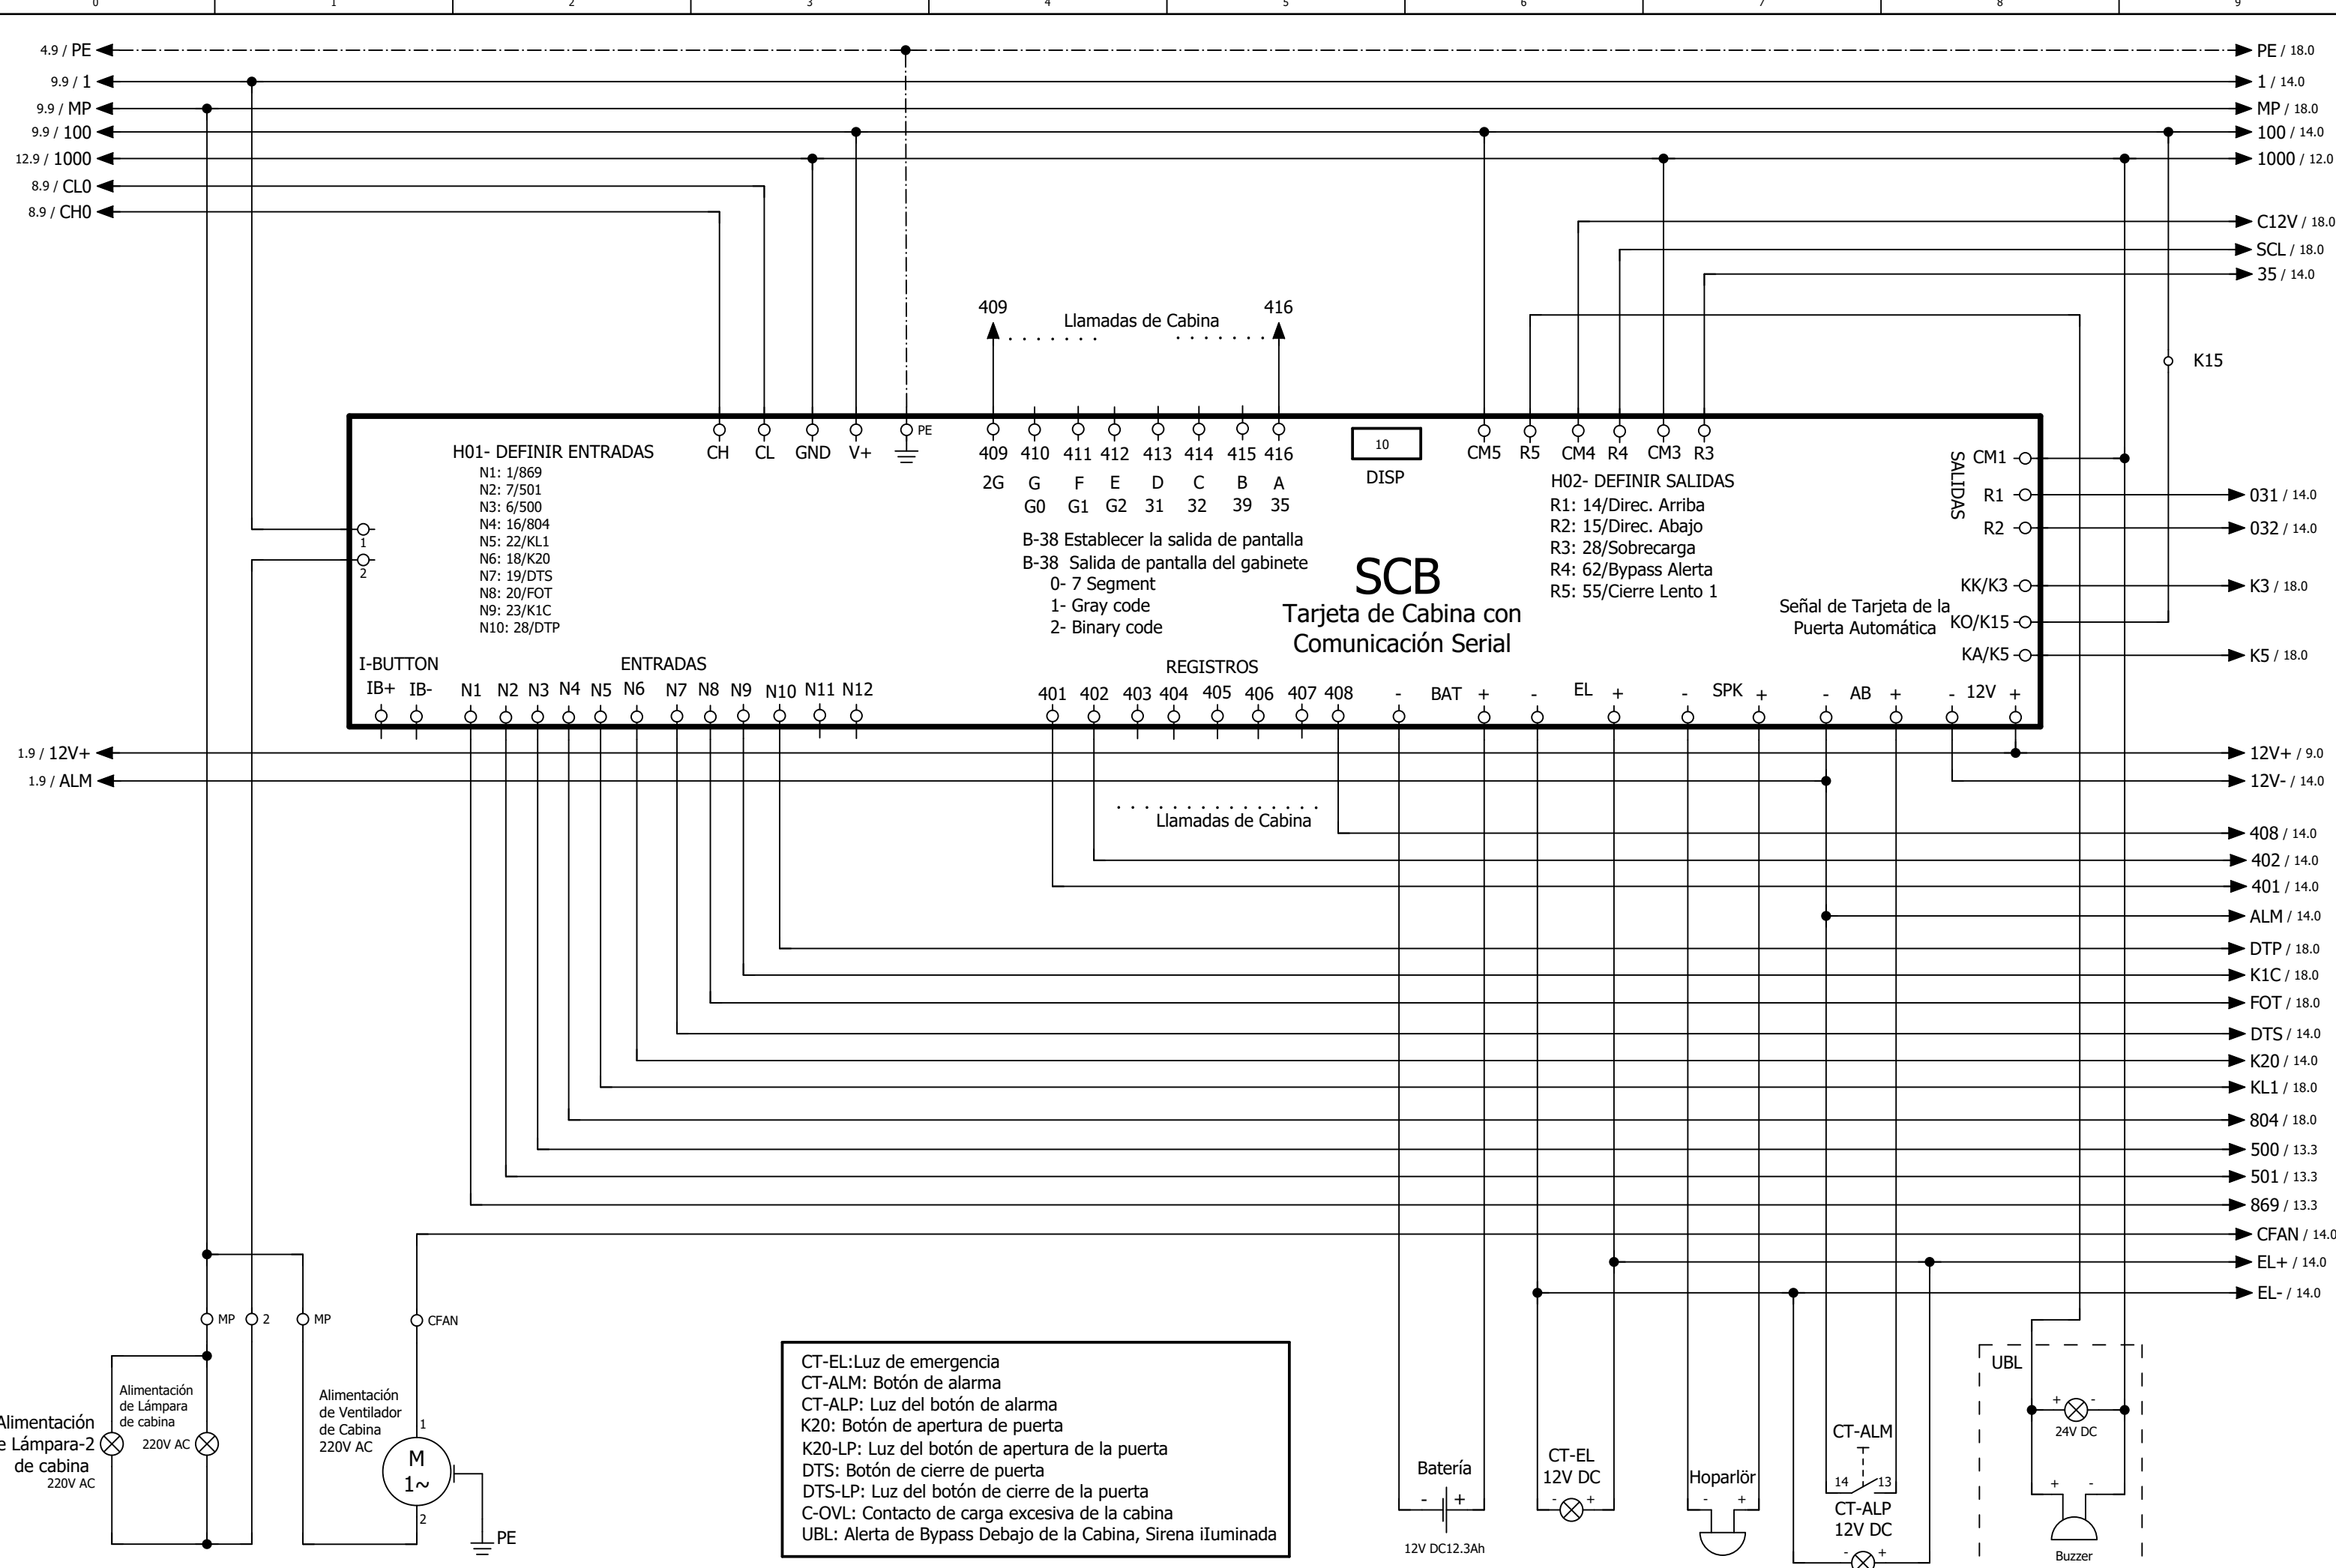 0 1 2 3 4 5 6 7 8 9
4.9 / PE
PE / 18.0
9.9 / 1
1 / 14.0
9.9 / MP
MP / 18.0
9.9 / 100
100 / 14.0
12.9 / 1000
1000 / 12.0
8.9 / CL0
8.9 / CH0
C12V / 18.0
SCL / 18.0
35 / 14.0
409
Llamadas de Cabina
416
K15
CH CL GND V+ PE
409 410 411 412 413 414 415 416
2G G F E D C B A
G0 G1 G2 31 32 39 35
10
DISP
CM5 R5 CM4 R4 CM3 R3
H01- DEFINIR ENTRADAS
N1: 1/869
N2: 7/501
N3: 6/500
N4: 16/804
N5: 22/KL1
N6: 18/K20
N7: 19/DTS
N8: 20/FOT
N9: 23/K1C
N10: 28/DTP
1
2
B-38 Establecer la salida de pantalla
B-38 Salida de pantalla del gabinete
0- 7 Segment
1- Gray code
2- Binary code
SCB
Tarjeta de Cabina con
Comunicación Serial
H02- DEFINIR SALIDAS
R1: 14/Direc. Arriba
R2: 15/Direc. Abajo
R3: 28/Sobrecarga
R4: 62/Bypass Alerta
R5: 55/Cierre Lento 1
SALIDAS
CM1
R1
R2
KK/K3
KO/K15
KA/K5
Señal de Tarjeta de la
Puerta Automática
031 / 14.0
032 / 14.0
K3 / 18.0
K5 / 18.0
I-BUTTON
IB+ IB-
ENTRADAS
N1 N2 N3 N4 N5 N6 N7 N8 N9 N10 N11 N12
REGISTROS
401 402 403 404 405 406 407 408
- BAT +
- EL +
- SPK +
- AB +
- 12V +
1.9 / 12V+
12V+ / 9.0
1.9 / ALM
12V- / 14.0
Llamadas de Cabina
408 / 14.0
402 / 14.0
401 / 14.0
ALM / 14.0
DTP / 18.0
K1C / 18.0
FOT / 18.0
DTS / 14.0
K20 / 14.0
KL1 / 18.0
804 / 18.0
500 / 13.3
501 / 13.3
869 / 13.3
CFAN / 14.0
EL+ / 14.0
EL- / 14.0
MP 2 MP CFAN
Alimentación
e Lámpara-2
de cabina
220V AC
Alimentación
de Lámpara
de cabina
220V AC
Alimentación
de Ventilador
de Cabina
220V AC
1
M
1~
2
PE
CT-EL:Luz de emergencia
CT-ALM: Botón de alarma
CT-ALP: Luz del botón de alarma
K20: Botón de apertura de puerta
K20-LP: Luz del botón de apertura de la puerta
DTS: Botón de cierre de puerta
DTS-LP: Luz del botón de cierre de la puerta
C-OVL: Contacto de carga excesiva de la cabina
UBL: Alerta de Bypass Debajo de la Cabina, Sirena iluminada
Batería
- +
12V DC12.3Ah
CT-EL
12V DC
- +
Hoparlör
- +
CT-ALM
14 13
CT-ALP
12V DC
- +
UBL
+ -
24V DC
+ -
Buzzer